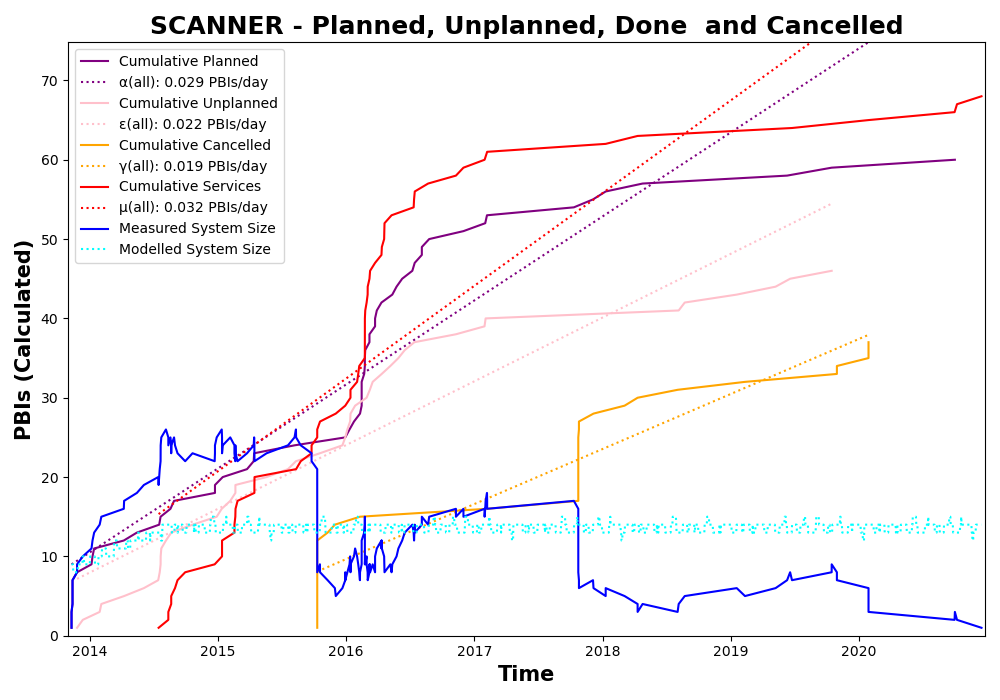 SCANNER - Planned, Unplanned, Done  and Cancelled
Cumulative Planned
α(all): 0.029 PBIs/day
Cumulative Unplanned
ε(all): 0.022 PBIs/day
Cumulative Cancelled
γ(all): 0.019 PBIs/day
Cumulative Services
μ(all): 0.032 PBIs/day
Measured System Size
Modelled System Size
PBIs (Calculated)
70
60
50
40
30
20
10
0
2014 2015 2016 2017 2018 2019 2020
Time